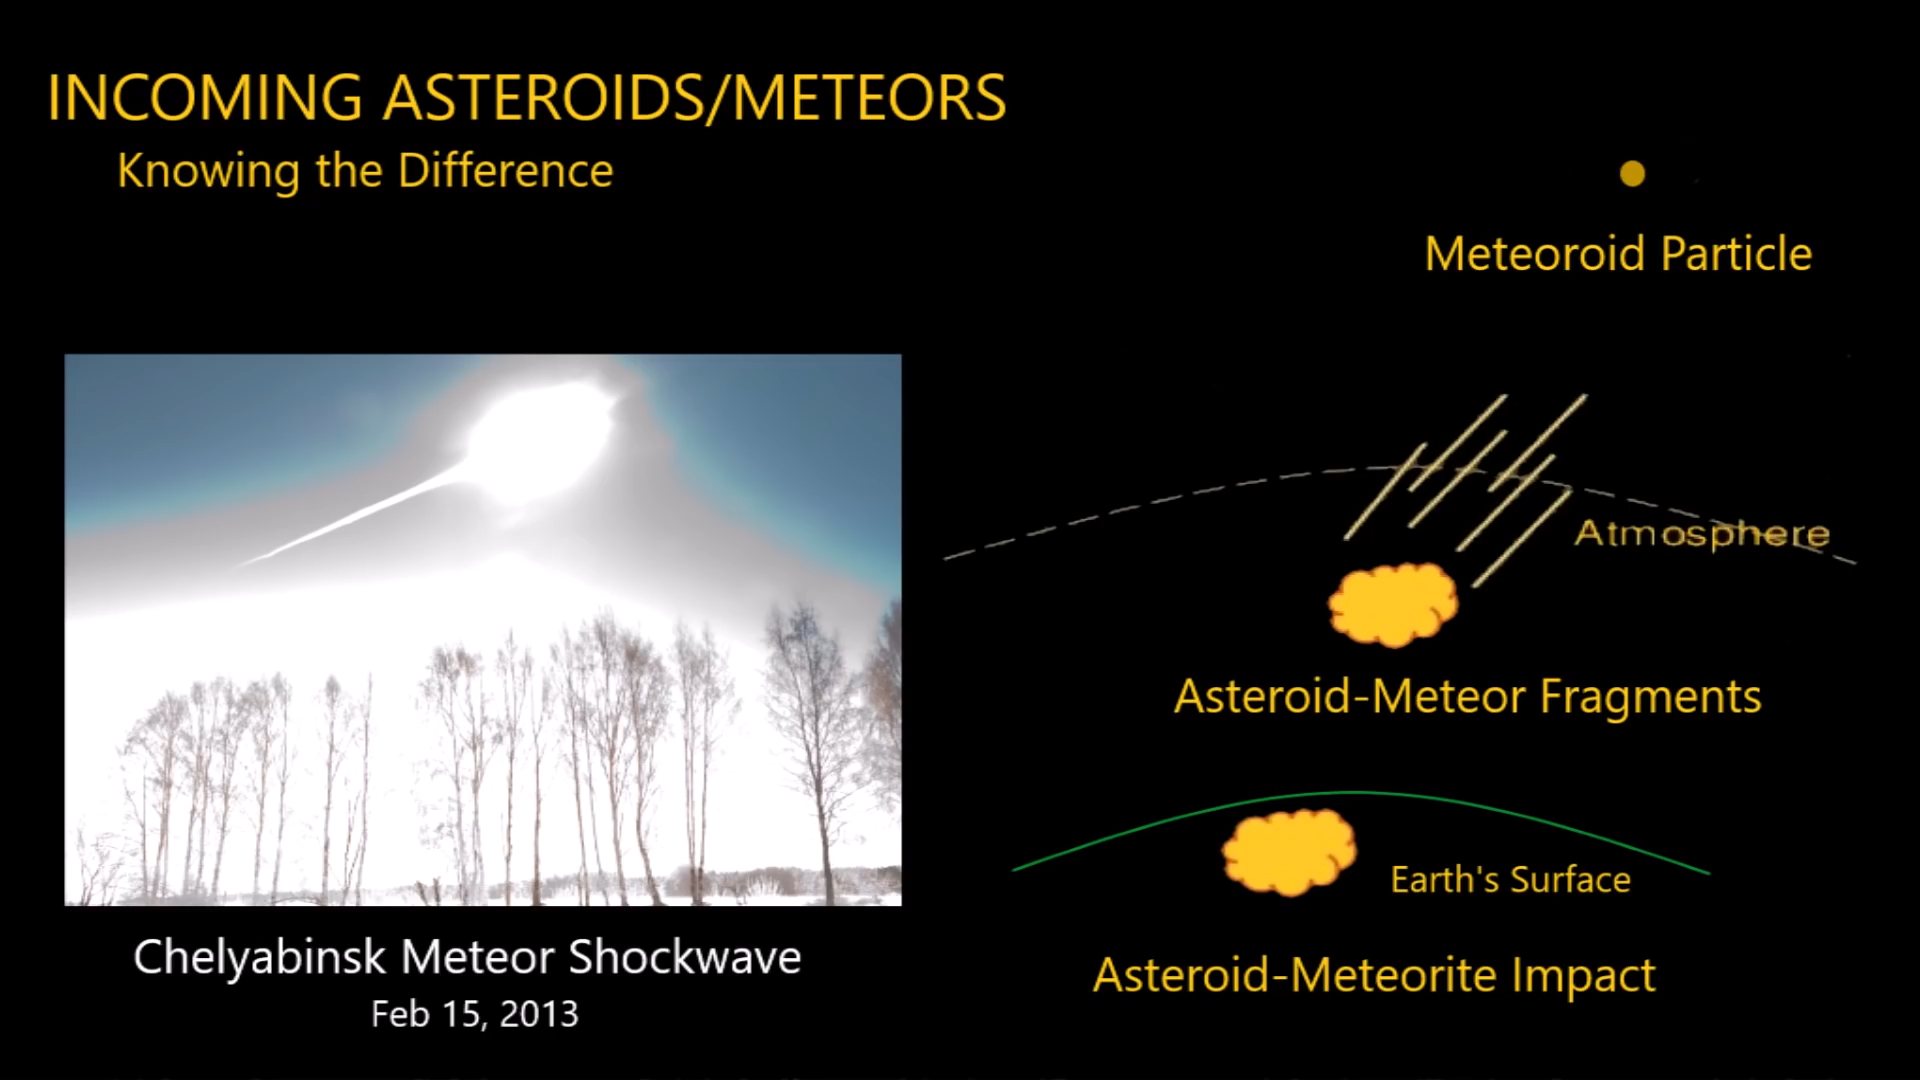 INCOMING ASTEROIDS/METEORS
Knowing the Difference
Meteoroid Particle
Atmosphere
Asteroid-Meteor Fragments
Earth's Surface
Asteroid-Meteorite Impact
Chelyabinsk Meteor Shockwave
Feb 15, 2013